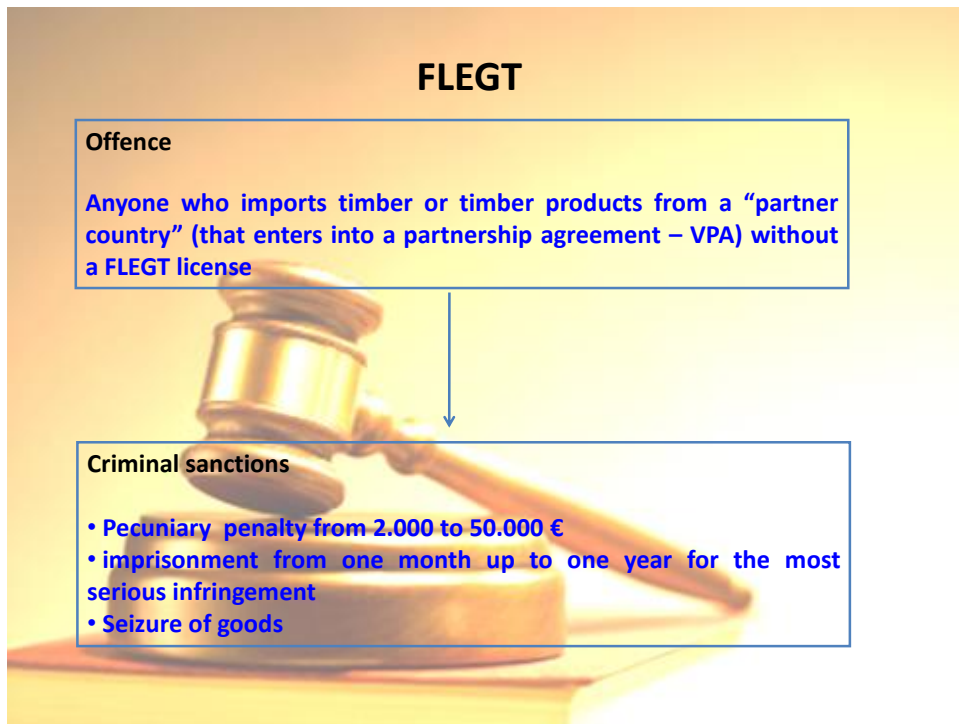 FLEGT
Offence
Anyone who imports timber or timber products from a “partner
country” (that enters into a partnership agreement – VPA) without
a FLEGT license
Criminal sanctions
• Pecuniary penalty from 2.000 to 50.000 €
• imprisonment from one month up to one year for the most
serious infringement
• Seizure of goods